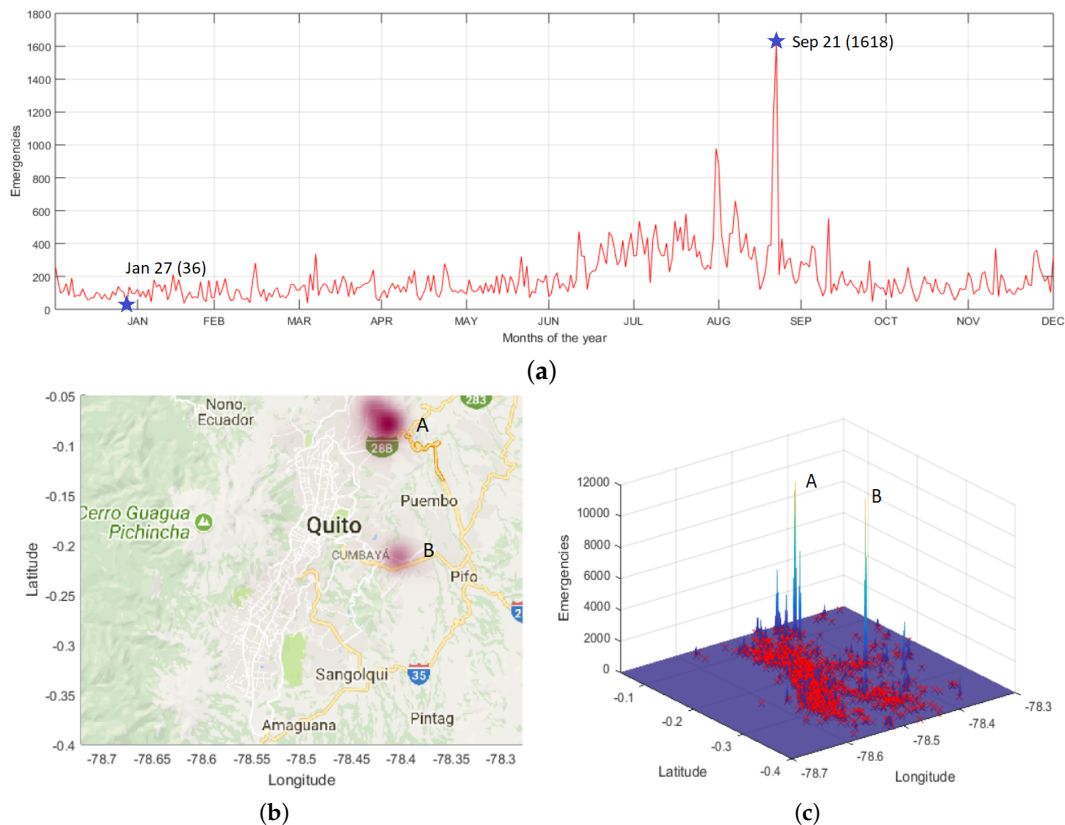 1800
1600
1400
1200
1000
800
600
400
200
0
Emergencies
Sep 21 (1618)
Jan 27 (36)
JAN FEB MAR APR MAY JUN JUL AUG SEP OCT NOV DEC
Months of the year
(a)
-0.05
-0.1
-0.15
-0.2
-0.25
-0.3
-0.35
-0.4
Latitude
Nono,
Ecuador
283
A
28B
Puembo
Cerro Guagua
Pichincha
Quito
CUMBAYÁ
B
Pifo
Sangolqui
35
Amaguana
Pintag
-78.7 -78.65 -78.6 -78.55 -78.5 -78.45 -78.4 -78.35 -78.3
Longitude
(b)
12000
10000
8000
6000
4000
2000
0
Emergencies
A
B
-0.1
-0.2
-0.3
-0.4
Latitude
-78.7
-78.6
-78.5
-78.4
-78.3
Longitude
(c)